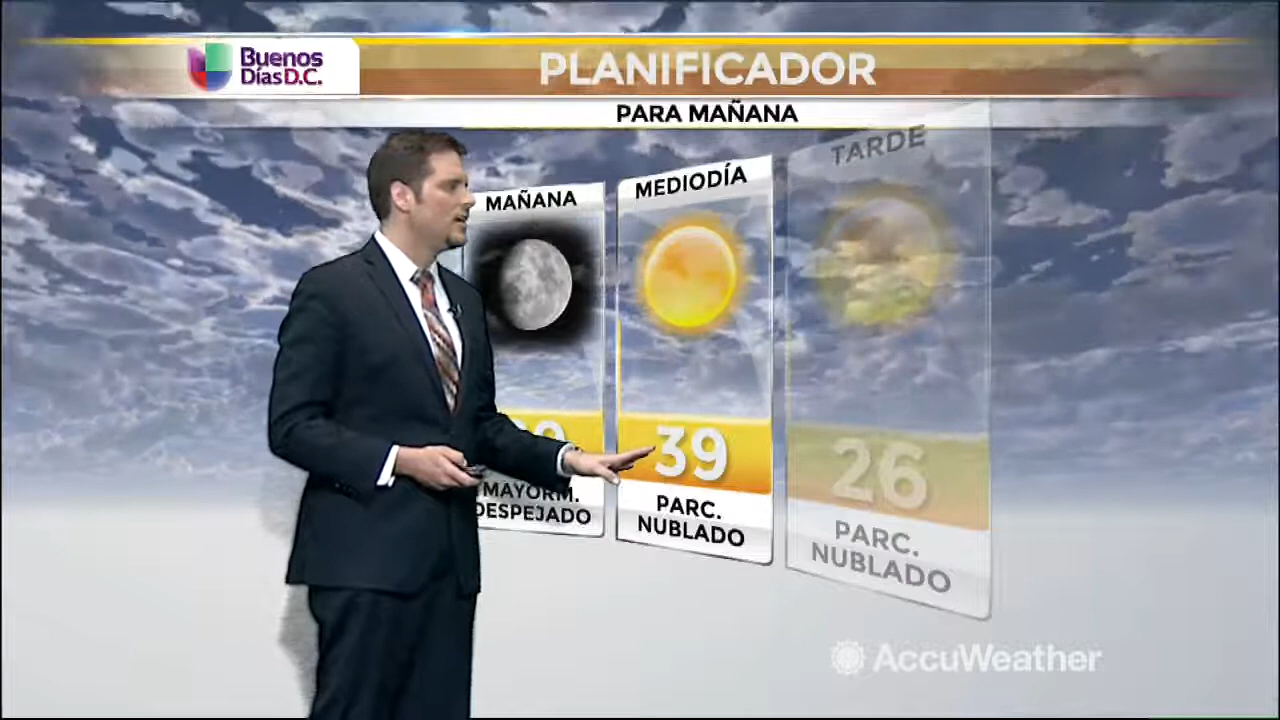 Buenos
Días D.C.
PLANIFICADOR
PARA MAÑANA
MAÑANA
MAYORM.
DESPEJADO
MEDIODÍA
39
PARC.
NUBLADO
TARDE
26
PARC.
NUBLADO
AccuWeather